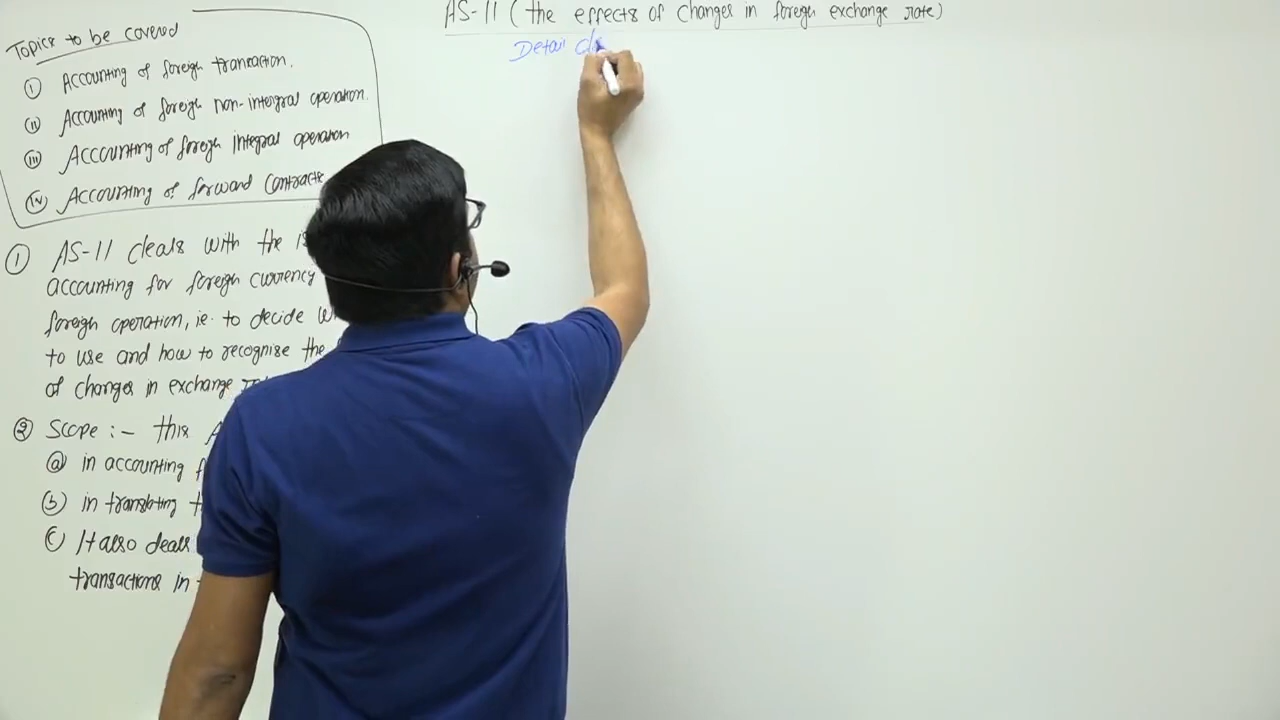 AS-11 (the effects of changes in foreign exchange rate)
Detail
Topics to be covered
(i) Accounting of foreign transaction.
(ii) Accounting of foreign non-intergral operation.
(iii) Accounting of foreign integral operation
(iv) Accounting of forward contracts
(1) AS-11 deals with the
accounting for foreign currency
foreign operation, ie. to decide
to use and how to recognise the
of changes in exchange
(2) Scope :- this
(a) in accounting
(b) in translating
(c) It also deals
transactions in